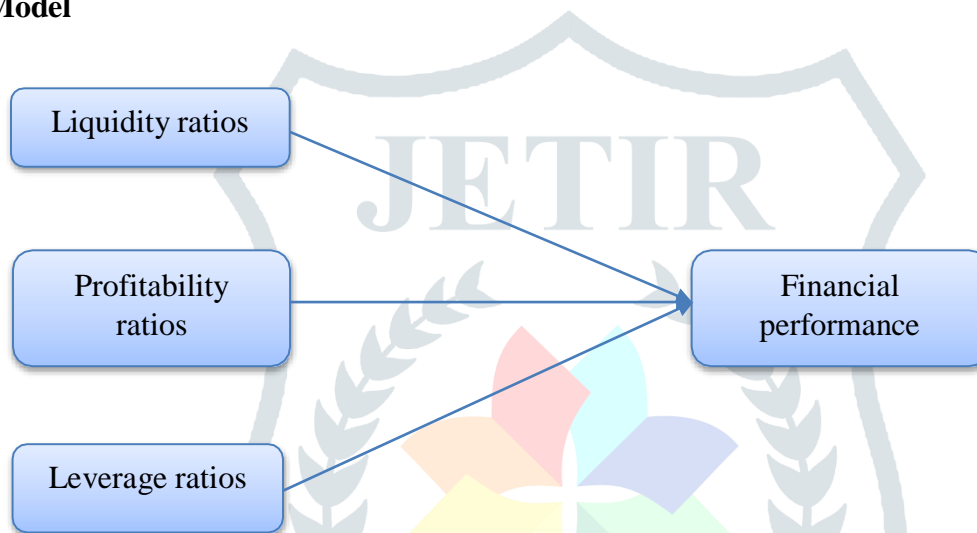 Model
Liquidity ratios
JETIR
Profitability
ratios
Financial
performance
Leverage ratios